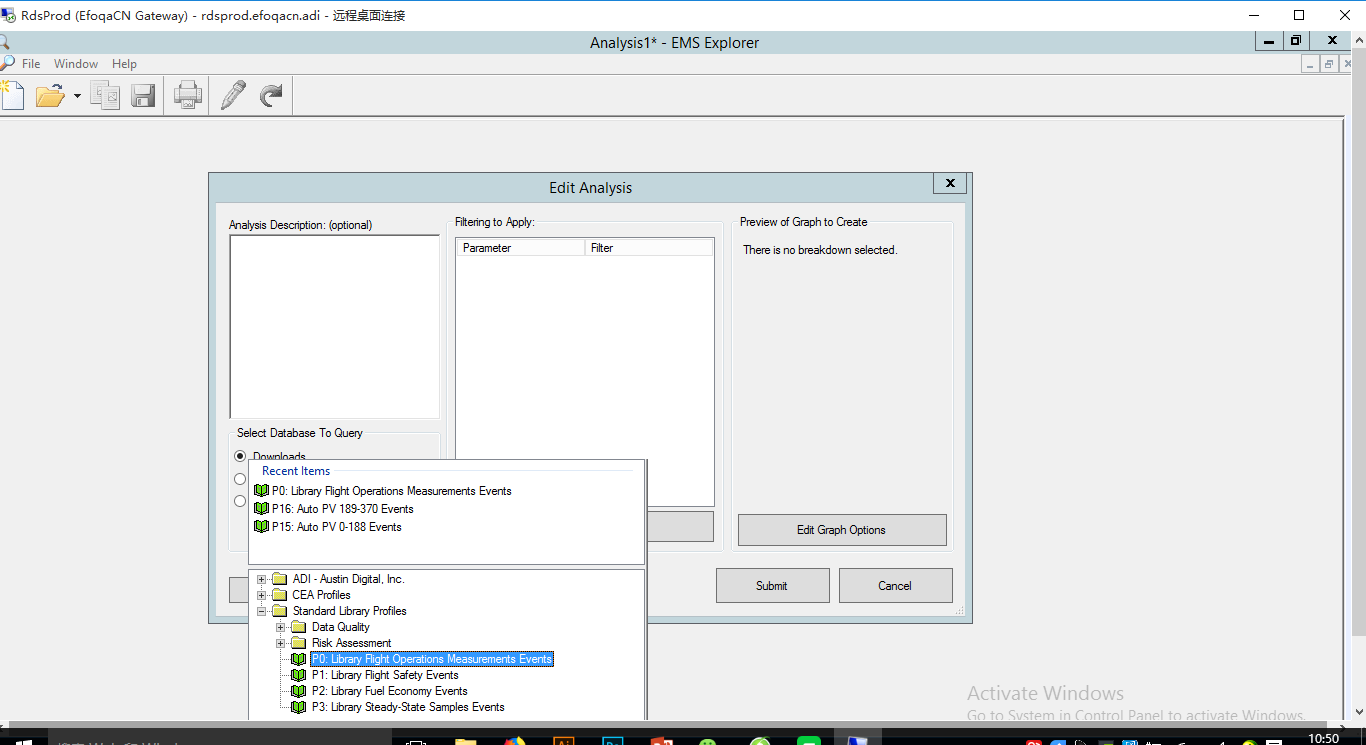 RdsProd (EfoqaCN Gateway) - rdsprod.efoqacn.adi - 远程桌面连接
Analysis1* - EMS Explorer
File Window Help
Edit Analysis
Analysis Description: (optional)
Filtering to Apply:
Preview of Graph to Create
Parameter Filter
There is no breakdown selected.
Select Database To Query
Downloads
Recent Items
P0: Library Flight Operations Measurements Events
P16: Auto PV 189-370 Events
P15: Auto PV 0-188 Events
Edit Graph Options
ADI - Austin Digital, Inc.
CEA Profiles
Standard Library Profiles
Data Quality
Risk Assessment
P0: Library Flight Operations Measurements Events
P1: Library Flight Safety Events
P2: Library Fuel Economy Events
P3: Library Steady-State Samples Events
Submit Cancel
Activate Windows
Go to System in Control Panel to activate Windows.
10:50